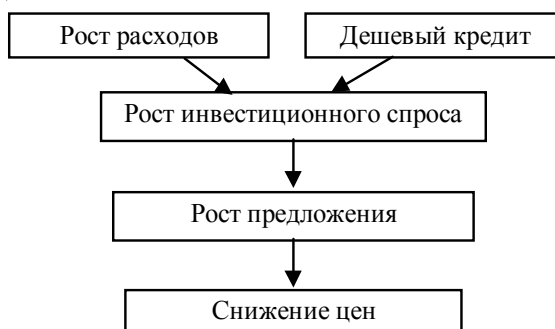 Рост расходов
Дешевый кредит
Рост инвестиционного спроса
Рост предложения
Снижение цен